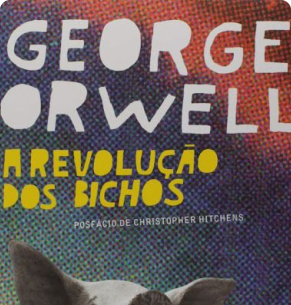 GEORGE
ORWELL
A REVOLUÇÃO
DOS BICHOS
POSFÁCIO DE CHRISTOPHER HITCHENS